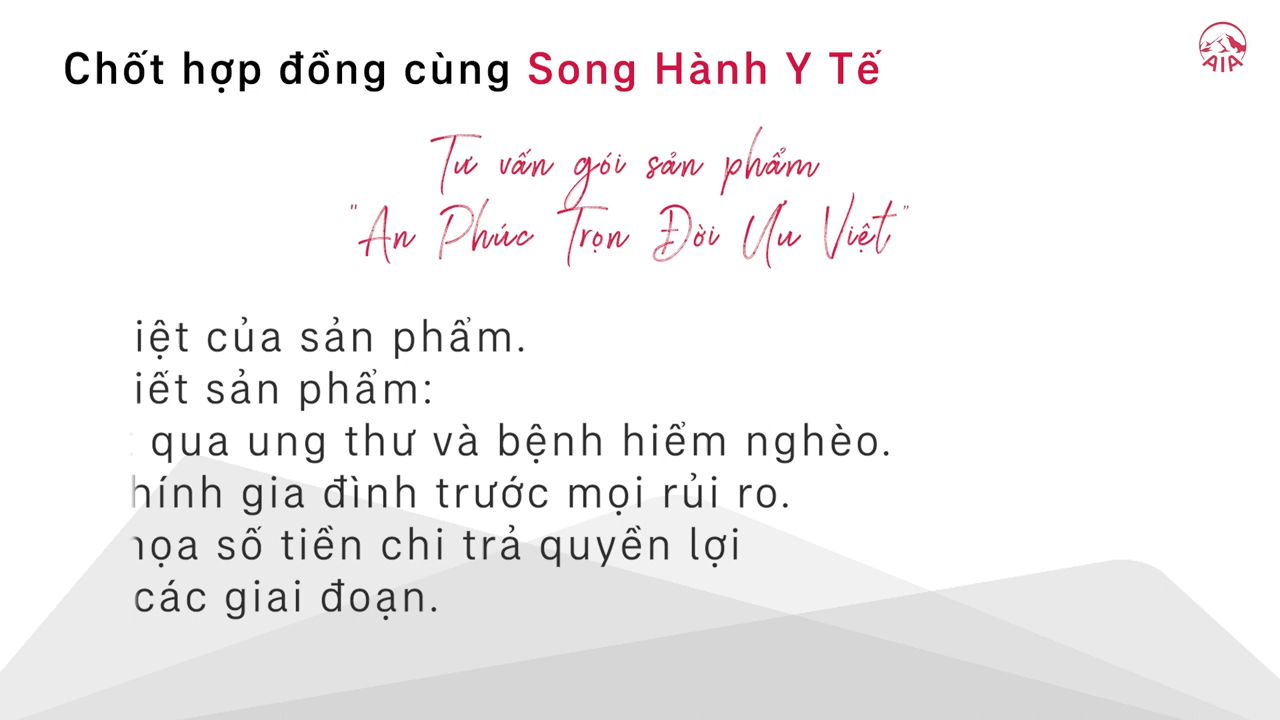 Chốt hợp đồng cùng Song Hành Y Tế
AIA
Tư vấn gói sản phẩm
"An Phúc Trọn Đời Ưu Việt"
iệt của sản phẩm.
iết sản phẩm:
qua ung thư và bệnh hiểm nghèo.
hính gia đình trước mọi rủi ro.
họa số tiền chi trả quyền lợi
các giai đoạn.